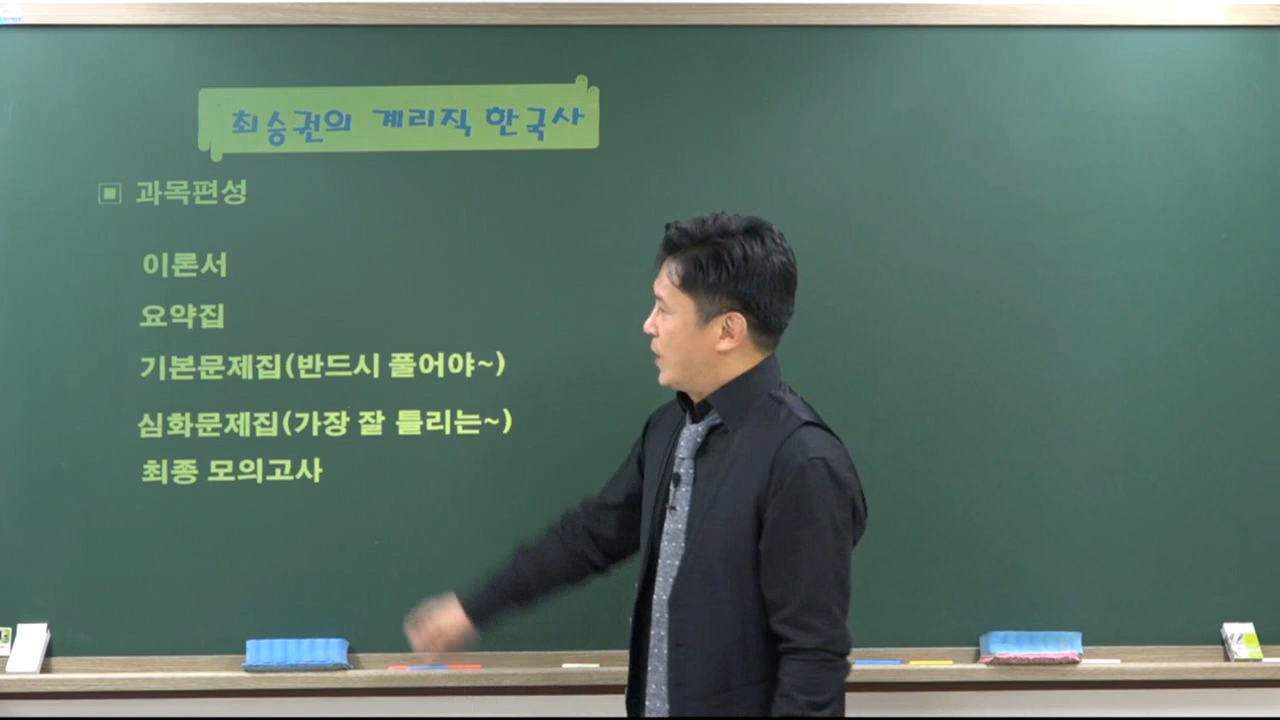 최승권의 계리직 한국사
▣ 과목편성
이론서
요약집
기본문제집(반드시 풀어야~)
심화문제집(가장 잘 틀리는~)
최종 모의고사